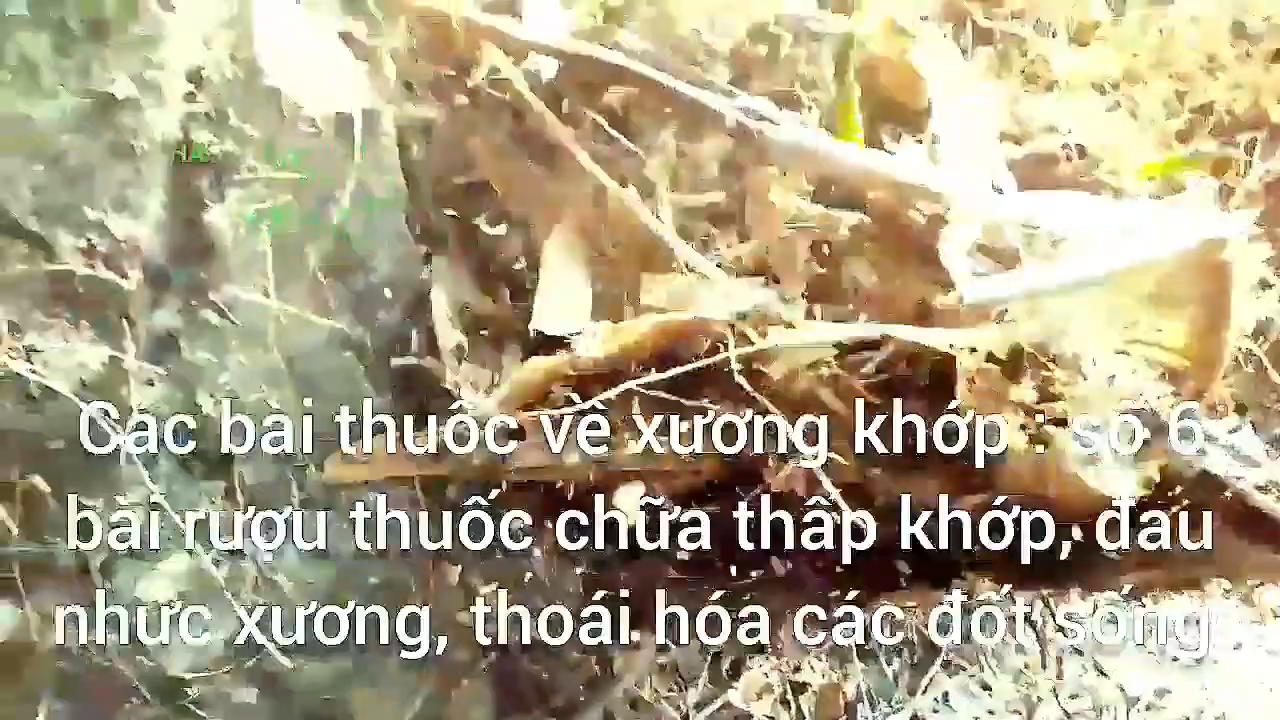 Các bài thuốc về xương khớp : số 6
bài rượu thuốc chữa thấp khớp, đau
nhức xương, thoái hóa các đốt sống